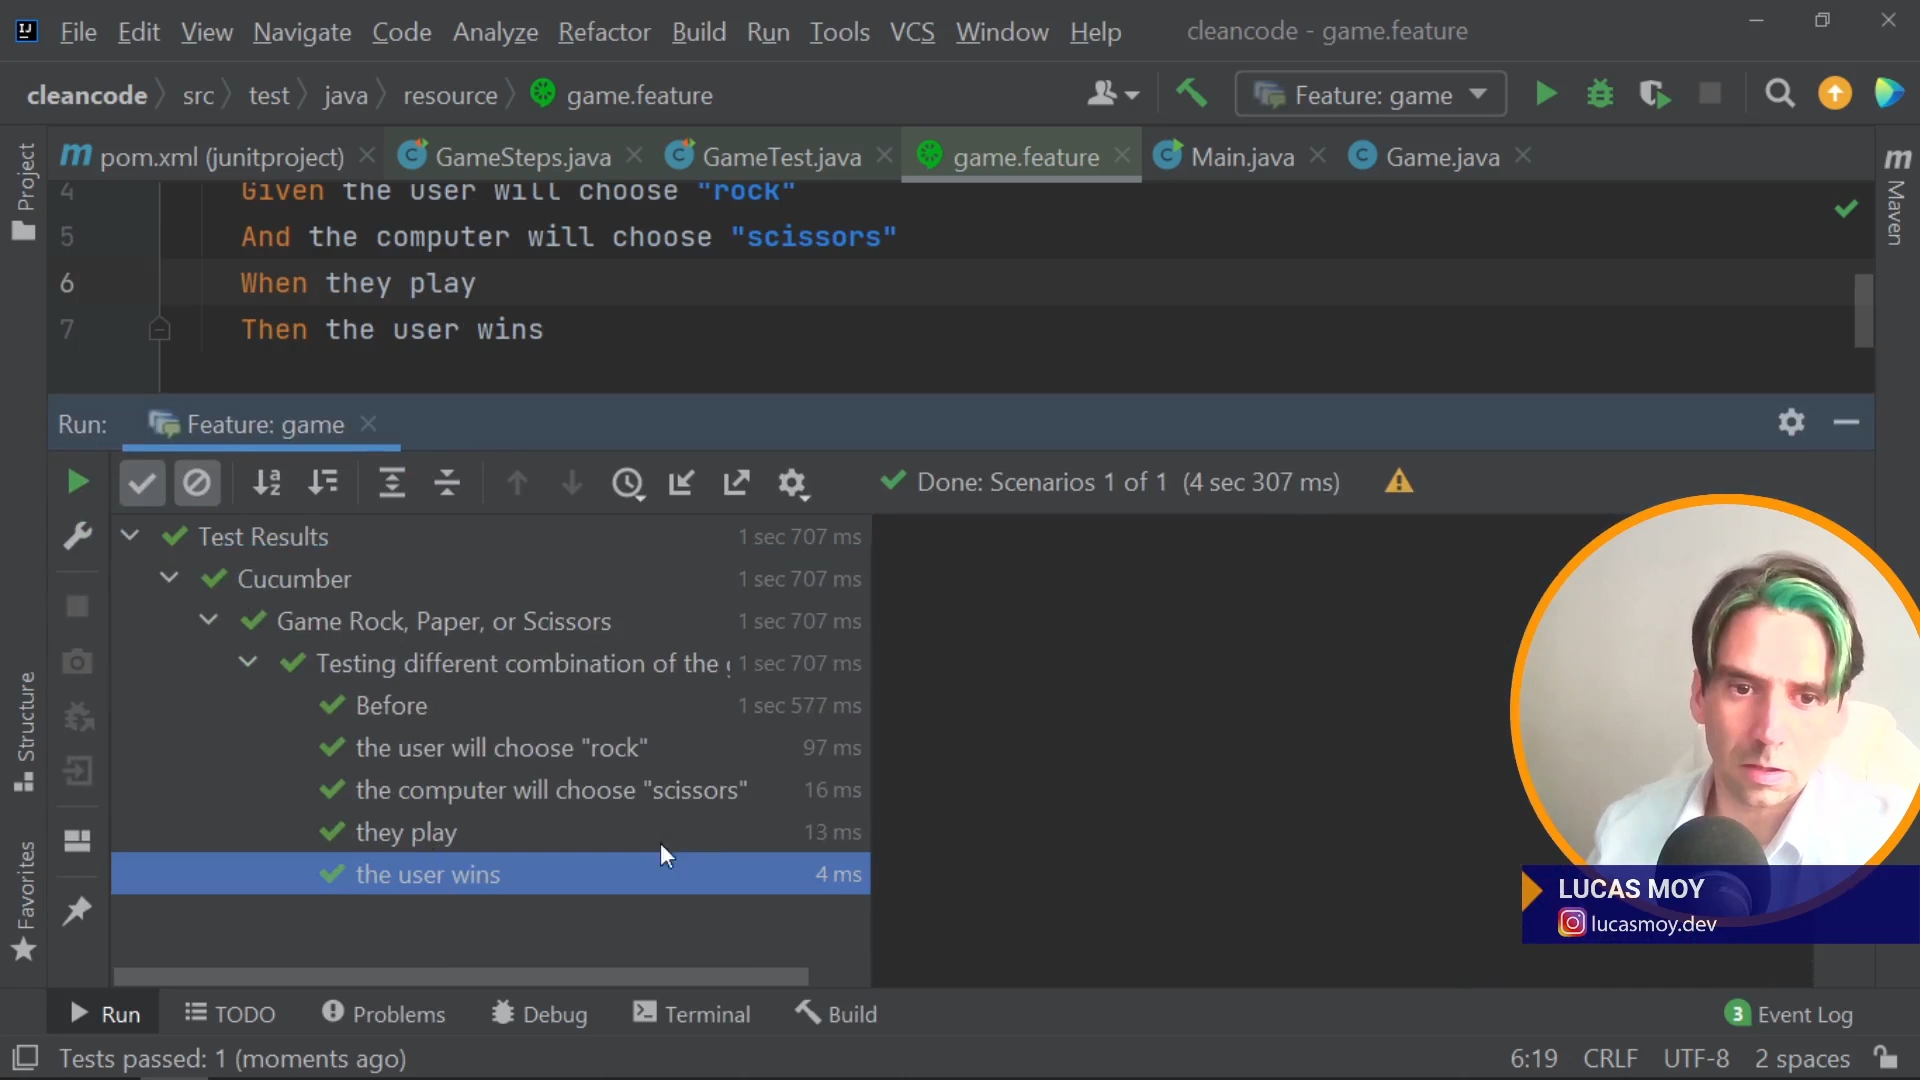 IJ File Edit View Navigate Code Analyze Refactor Build Run Tools VCS Window Help cleancode - game.feature
cleancode src test java resource game.feature Feature: game
m pom.xml (junitproject) C GameSteps.java C GameTest.java game.feature C Main.java C Game.java m
Project
Maven
4 Given the user will choose "rock"
5 And the computer will choose "scissors"
6 When they play
7 Then the user wins
Run: Feature: game
Done: Scenarios 1 of 1 (4 sec 307 ms)
Test Results 1 sec 707 ms
Cucumber 1 sec 707 ms
Game Rock, Paper, or Scissors 1 sec 707 ms
Testing different combination of the 1 sec 707 ms
Before 1 sec 577 ms
the user will choose "rock" 97 ms
the computer will choose "scissors" 16 ms
they play 13 ms
the user wins 4 ms
Structure
Favorites
LUCAS MOY
lucasmoy.dev
Run TODO Problems Debug Terminal Build 3 Event Log
Tests passed: 1 (moments ago) 6:19 CRLF UTF-8 2 spaces